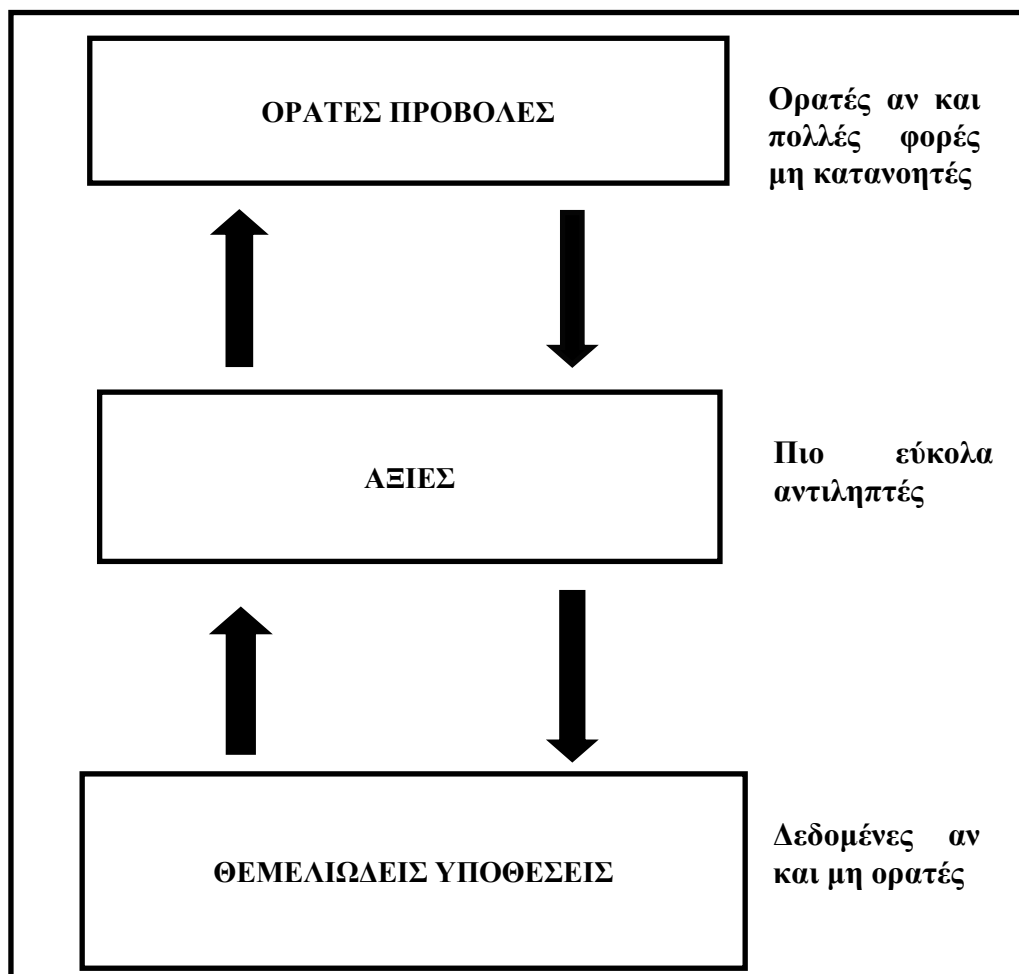 ΟΡΑΤΕΣ ΠΡΟΒΟΛΕΣ
Ορατές αν και
πολλές φορές
μη κατανοητές
ΑΞΙΕΣ
Πιο εύκολα
αντιληπτές
ΘΕΜΕΛΙΩΔΕΙΣ ΥΠΟΘΕΣΕΙΣ
Δεδομένες αν
και μη ορατές